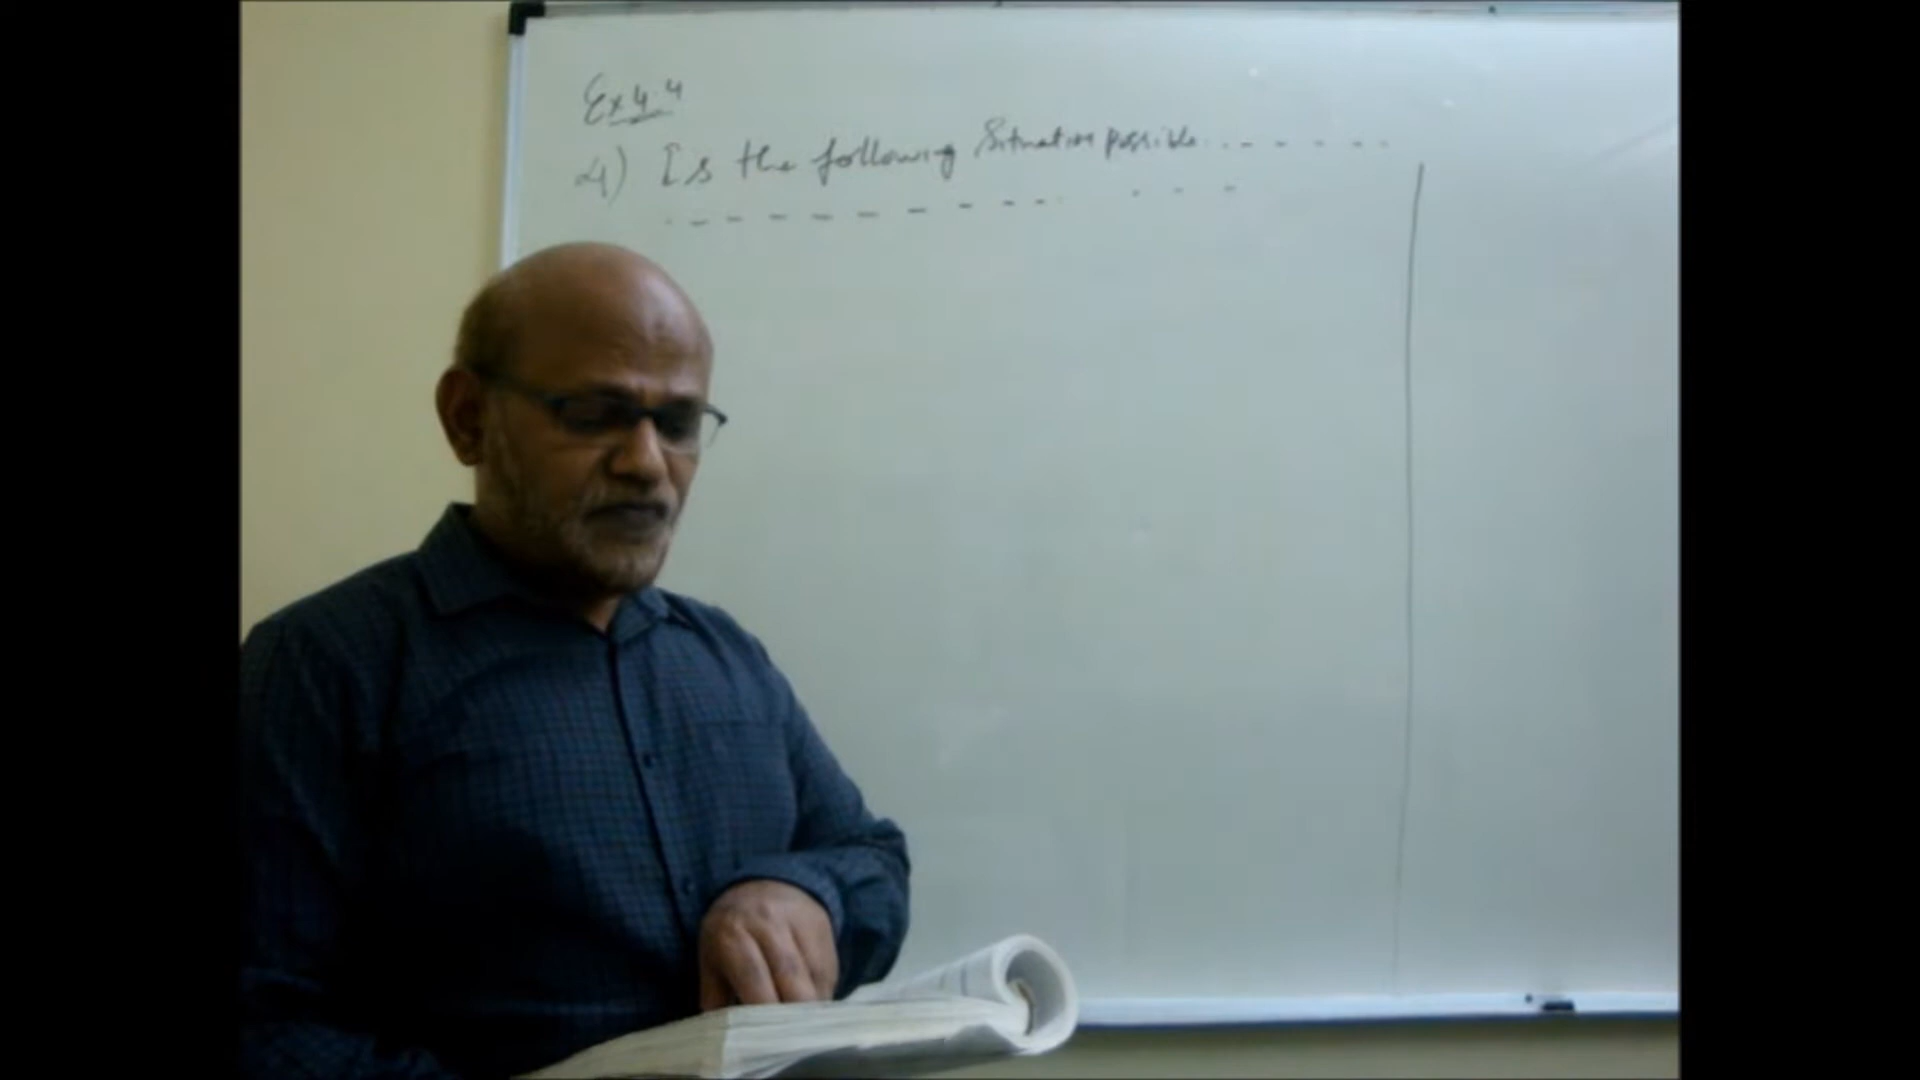 Ex 4.4
4) Is the following Situation possible.. - - - - -
- - - - - - - - - - - - - -